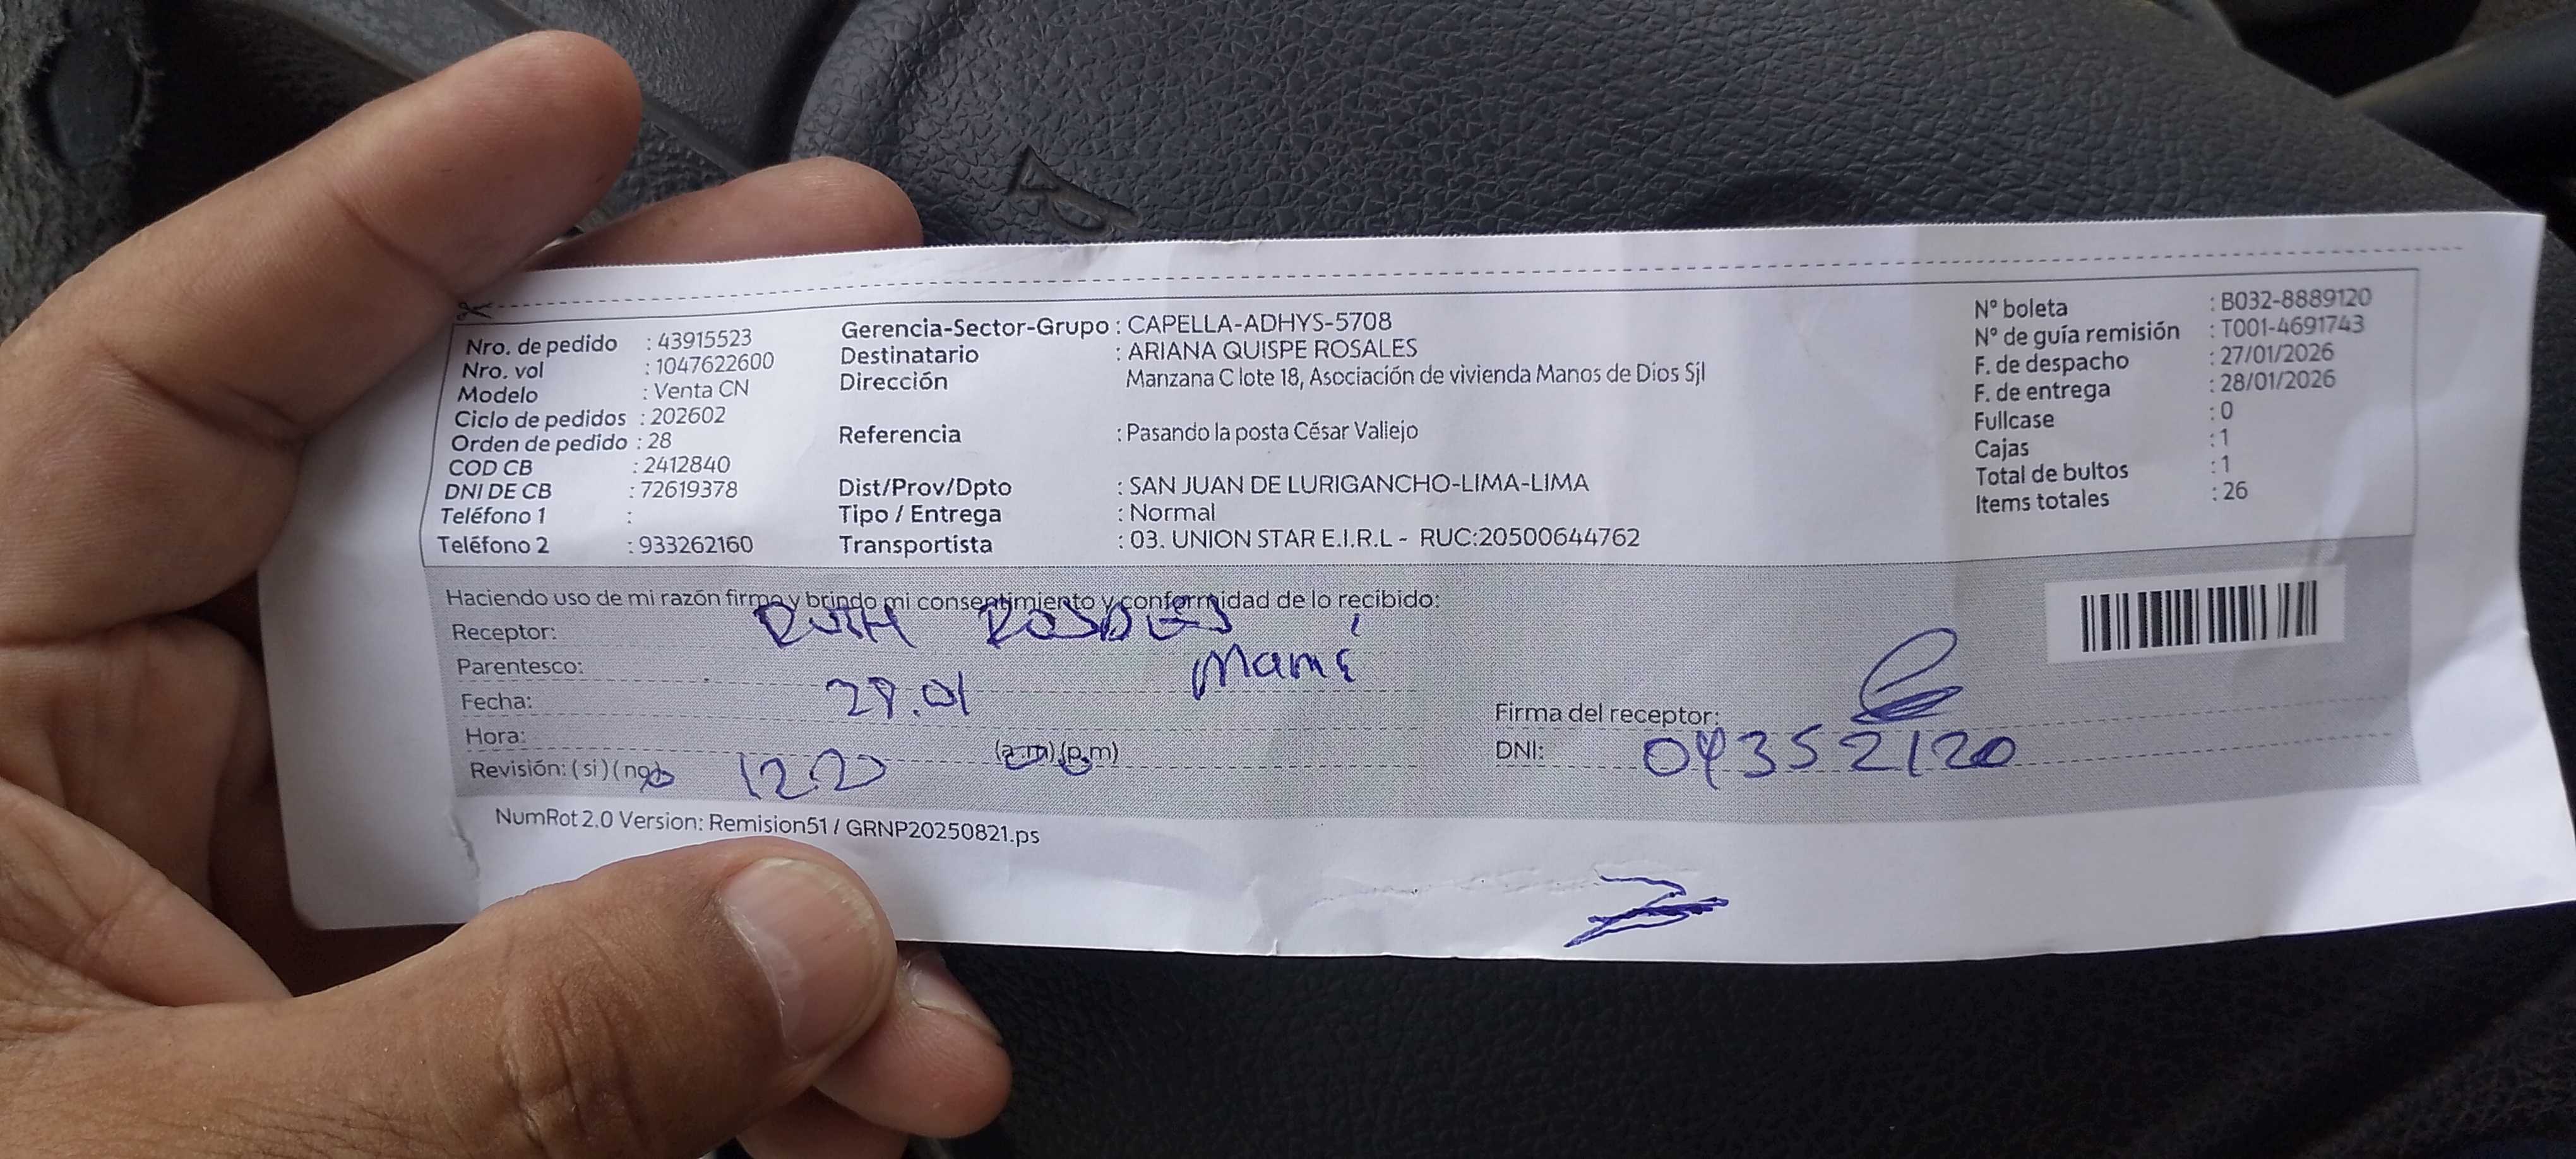 Nro. de pedido : 43915523
Nro. vol : 1047622600
Modelo : Venta CN
Ciclo de pedidos : 202602
Orden de pedido : 28
COD CB : 2412840
DNI DE CB : 72619378
Teléfono 1 :
Teléfono 2 : 933262160
Gerencia-Sector-Grupo : CAPELLA-ADHYS-5708
Destinatario : ARIANA QUISPE ROSALES
Dirección Manzana C lote 18, Asociación de vivienda Manos de Dios Sjl
Referencia : Pasando la posta César Vallejo
Dist/Prov/Dpto : SAN JUAN DE LURIGANCHO-LIMA-LIMA
Tipo / Entrega : Normal
Transportista : 03. UNION STAR E.I.R.L - RUC:20500644762
N° boleta : B032-8889120
N° de guía remisión : T001-4691743
F. de despacho : 27/01/2026
F. de entrega : 28/01/2026
Fullcase : 0
Cajas : 1
Total de bultos : 1
Items totales : 26
Haciendo uso de mi razón firmo y brindo mi consentimiento y conformidad de lo recibido:
Receptor: RUTH
Parentesco: Mami
Fecha: 28.01
Hora: (a.m) (p.m)
Revisión: (si) (no) 1220
Firma del receptor:
DNI: 04352120
NumRot 2.0 Version: Remision51 / GRNP20250821.ps